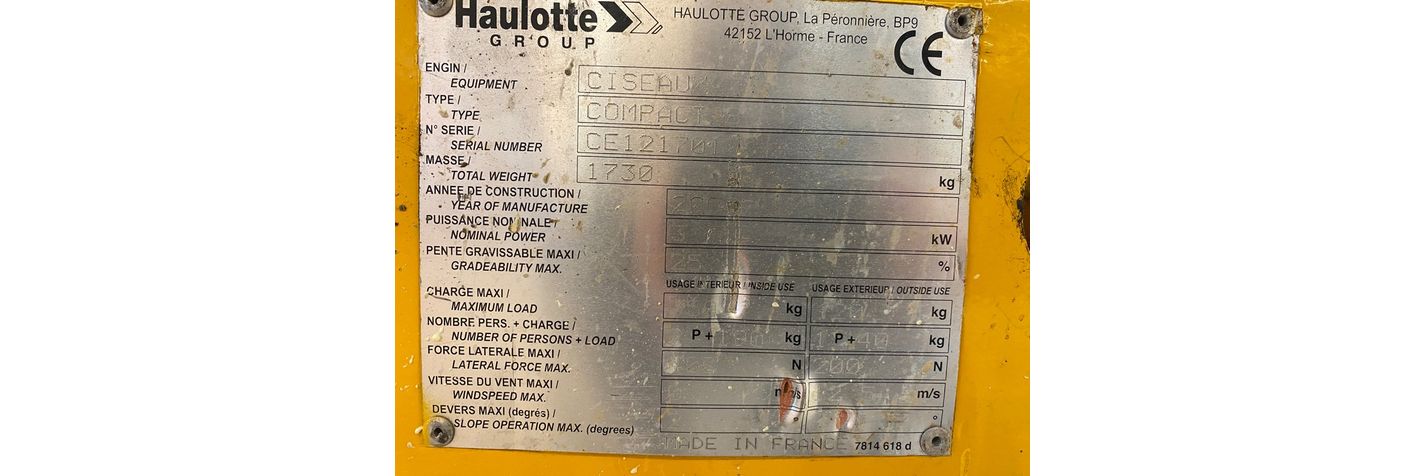 Haulotte
GROUP
HAULOTTE GROUP, La Péronnière, BP9
42152 L'Horme - France
CE
ENGIN /
EQUIPMENT
CISEAUX
TYPE /
TYPE
COMPACT
N° SERIE /
SERIAL NUMBER
MASSE /
TOTAL WEIGHT
1730 kg
ANNEE DE CONSTRUCTION /
YEAR OF MANUFACTURE
PUISSANCE NOMINALE /
NOMINAL POWER
kW
PENTE GRAVISSABLE MAXI /
GRADEABILITY MAX.
%
USAGE INTERIEUR / INSIDE USE USAGE EXTERIEUR / OUTSIDE USE
CHARGE MAXI /
MAXIMUM LOAD
kg kg
NOMBRE PERS. + CHARGE /
NUMBER OF PERSONS + LOAD
P + kg P + kg
FORCE LATERALE MAXI /
LATERAL FORCE MAX.
N 200 N
VITESSE DU VENT MAXI /
WINDSPEED MAX.
m/s m/s
DEVERS MAXI (degrés) /
SLOPE OPERATION MAX. (degrees)
° °
MADE IN FRANCE 7814 618 d